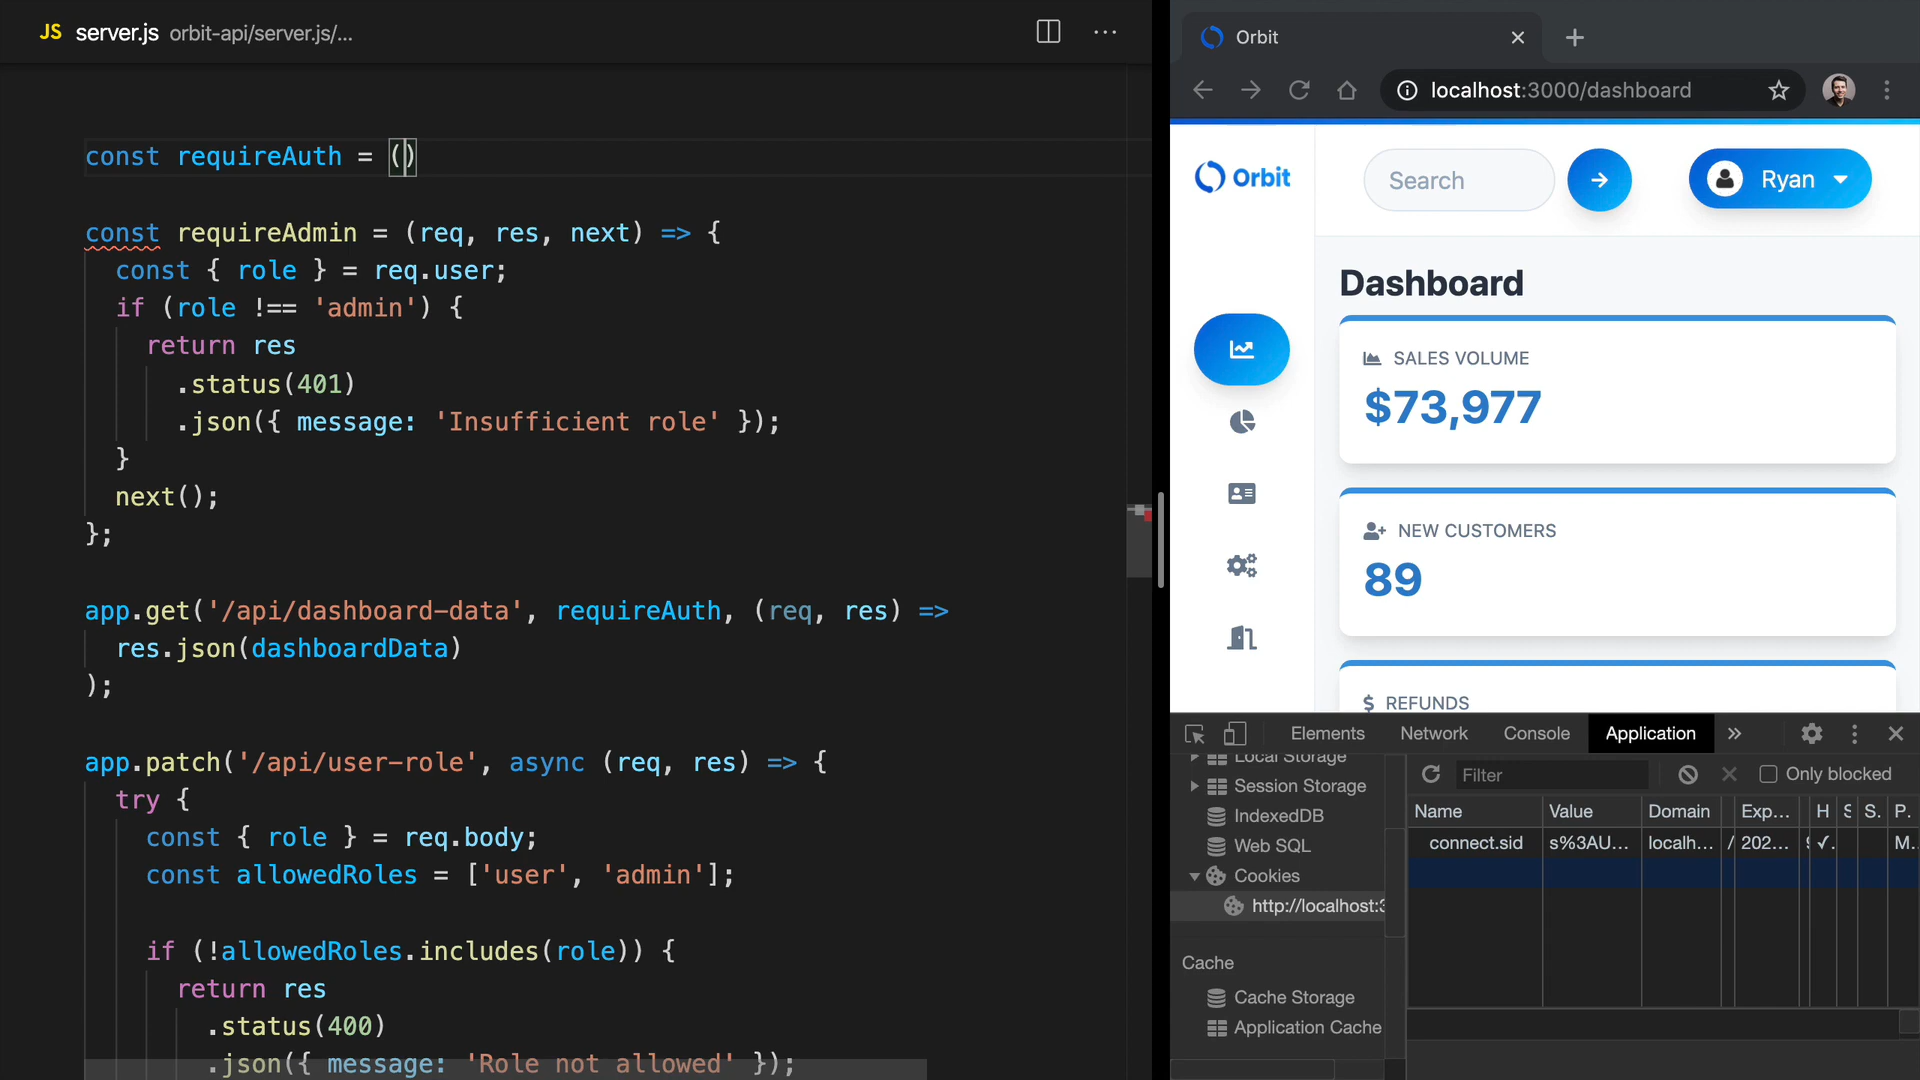 JS server.js orbit-api/server.js/...
const requireAuth = ()
const requireAdmin = (req, res, next) => {
const { role } = req.user;
if (role !== 'admin') {
return res
.status(401)
.json({ message: 'Insufficient role' });
}
next();
};
app.get('/api/dashboard-data', requireAuth, (req, res) =>
res.json(dashboardData)
);
app.patch('/api/user-role', async (req, res) => {
try {
const { role } = req.body;
const allowedRoles = ['user', 'admin'];
if (!allowedRoles.includes(role)) {
return res
.status(400)
.json({ message: 'Role not allowed' });
Orbit
localhost:3000/dashboard
Orbit
Search
Ryan
Dashboard
SALES VOLUME
$73,977
NEW CUSTOMERS
89
$ REFUNDS
Elements Network Console Application
Local Storage
Session Storage
IndexedDB
Web SQL
Cookies
http://localhost:3
Cache
Cache Storage
Application Cache
Filter
Only blocked
Name Value Domain Exp... H S S. P.
connect.sid s%3AU... localh... / 202... ✓. M.